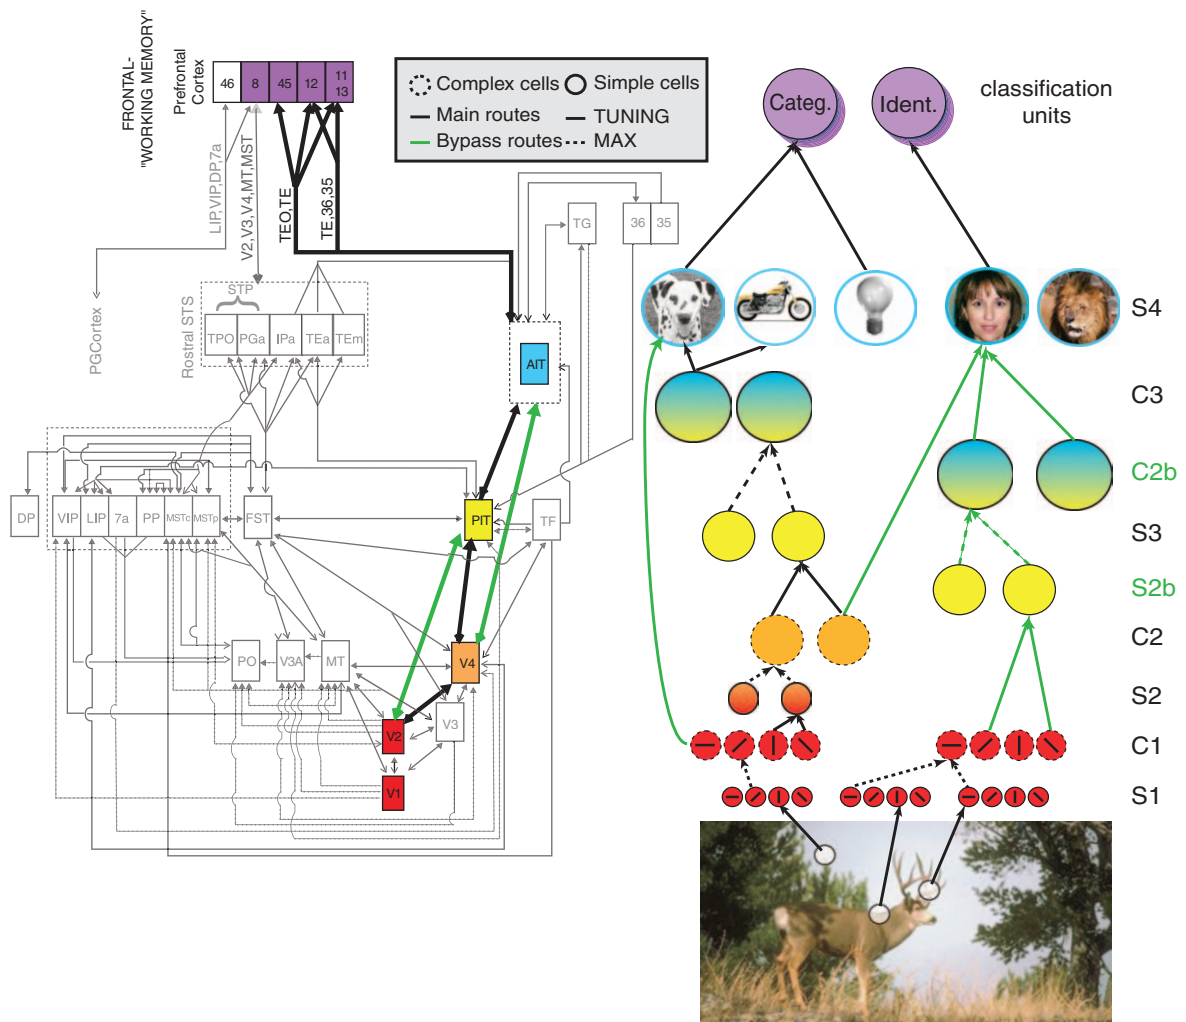 FRONTAL-
"WORKING MEMORY"
Prefrontal
Cortex
46
8
45
12
11
13
Complex cells
Simple cells
Main routes
TUNING
Bypass routes
MAX
Categ.
Ident.
classification
units
LIP,VIP,DP,7a
V2,V3,V4,MT,MST
TEO,TE
TE,36,35
TG
36
35
PGCortex
Rostral STS
STP
TPO
PGa
IPa
TEa
TEm
AIT
S4
C3
C2b
S3
S2b
C2
S2
C1
S1
DP
VIP
LIP
7a
PP
MSTc
MSTp
FST
PIT
TF
PO
V3A
MT
V4
V3
V2
V1